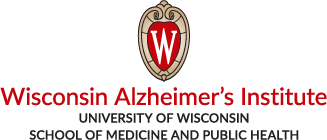 W
Wisconsin Alzheimer's Institute
UNIVERSITY OF WISCONSIN
SCHOOL OF MEDICINE AND PUBLIC HEALTH